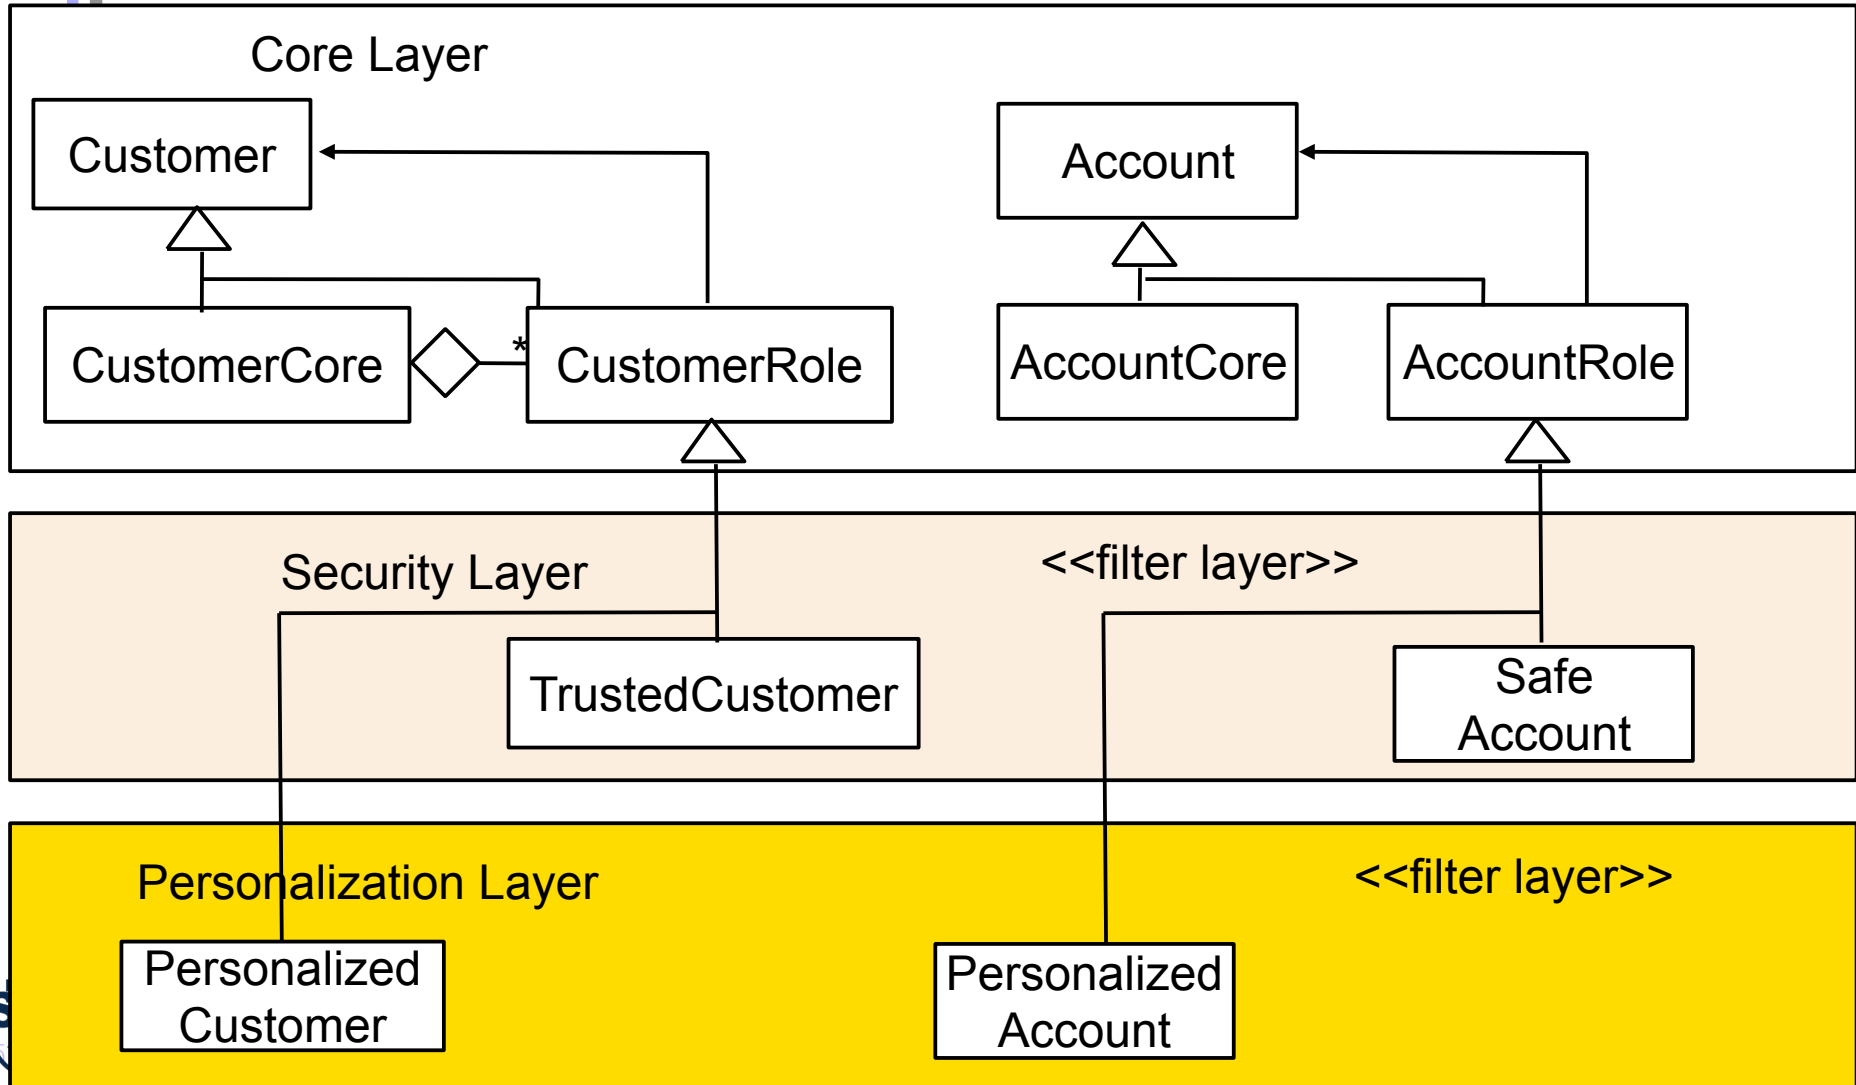 Core Layer
Customer
Account
CustomerCore
*
CustomerRole
AccountCore
AccountRole
Security Layer
<<filter layer>>
TrustedCustomer
Safe
Account
Personalization Layer
<<filter layer>>
Personalized
Customer
Personalized
Account